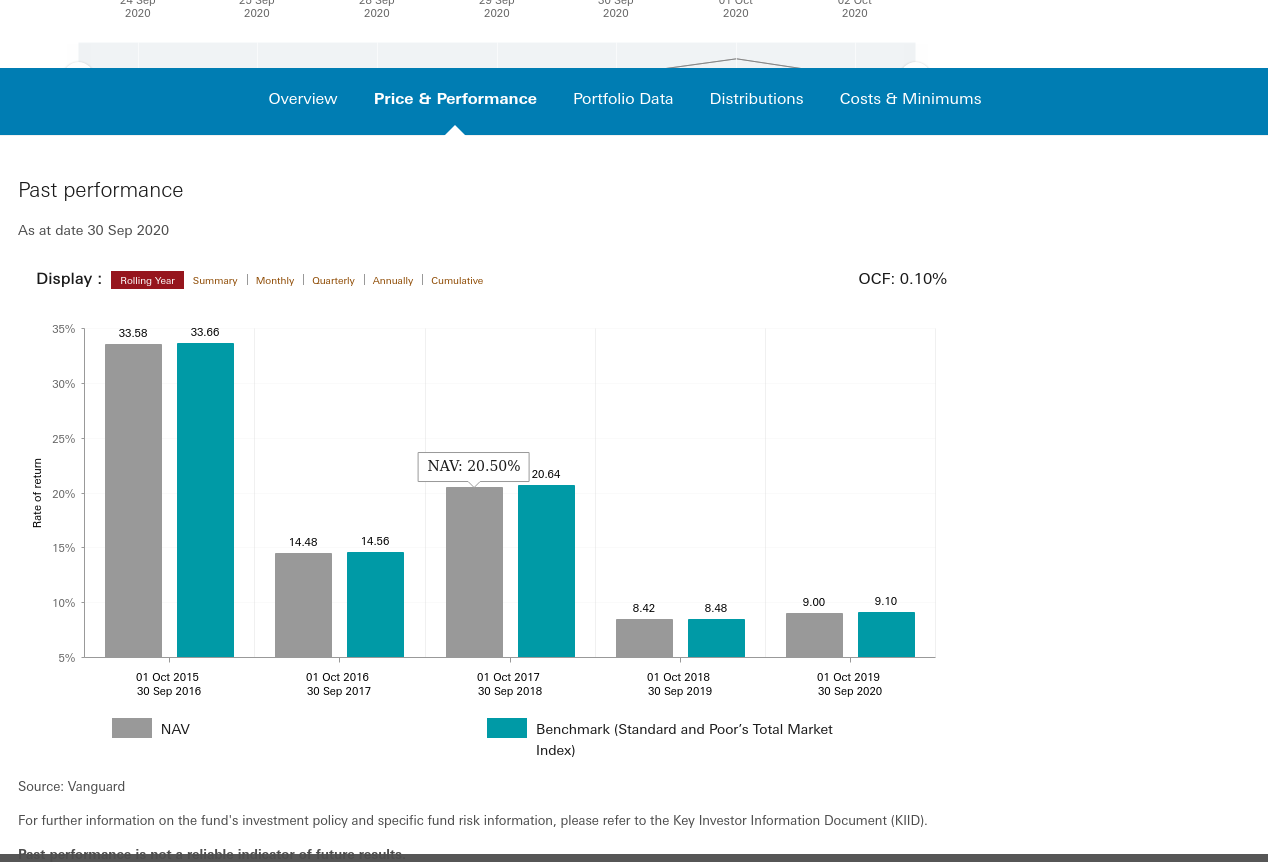 24 Sep 25 Sep 28 Sep 29 Sep 30 Sep 01 Oct 02 Oct
2020 2020 2020 2020 2020 2020 2020
Overview Price & Performance Portfolio Data Distributions Costs & Minimums
Past performance
As at date 30 Sep 2020
Display : Rolling Year Summary Monthly Quarterly Annually Cumulative OCF: 0.10%
35%
33.58 33.66
30%
25%
Rate of return
NAV: 20.50% 20.64
20%
15%
14.48 14.56
10%
8.42 8.48 9.00 9.10
5%
01 Oct 2015 01 Oct 2016 01 Oct 2017 01 Oct 2018 01 Oct 2019
30 Sep 2016 30 Sep 2017 30 Sep 2018 30 Sep 2019 30 Sep 2020
NAV Benchmark (Standard and Poor’s Total Market
Index)
Source: Vanguard
For further information on the fund's investment policy and specific fund risk information, please refer to the Key Investor Information Document (KIID).
Past performance is not a reliable indicator of future results.